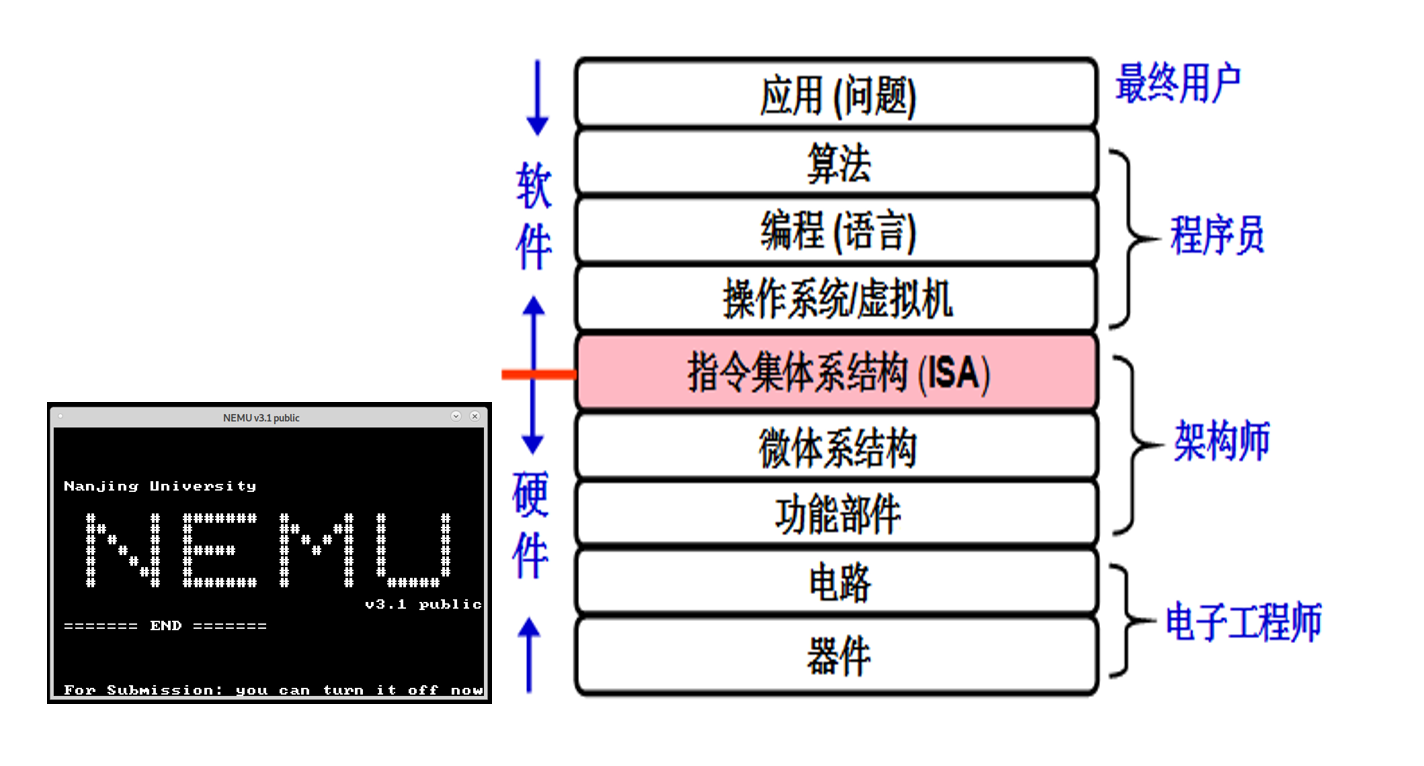 应用 (问题)
算法
编程 (语言)
操作系统/虚拟机
指令集体系结构 (ISA)
微体系结构
功能部件
电路
器件
软件
硬件
最终用户
程序员
架构师
电子工程师
NEMU v3.1 public
Nanjing University
NEMU
v3.1 public
======= END =======
For Submission: you can turn it off now